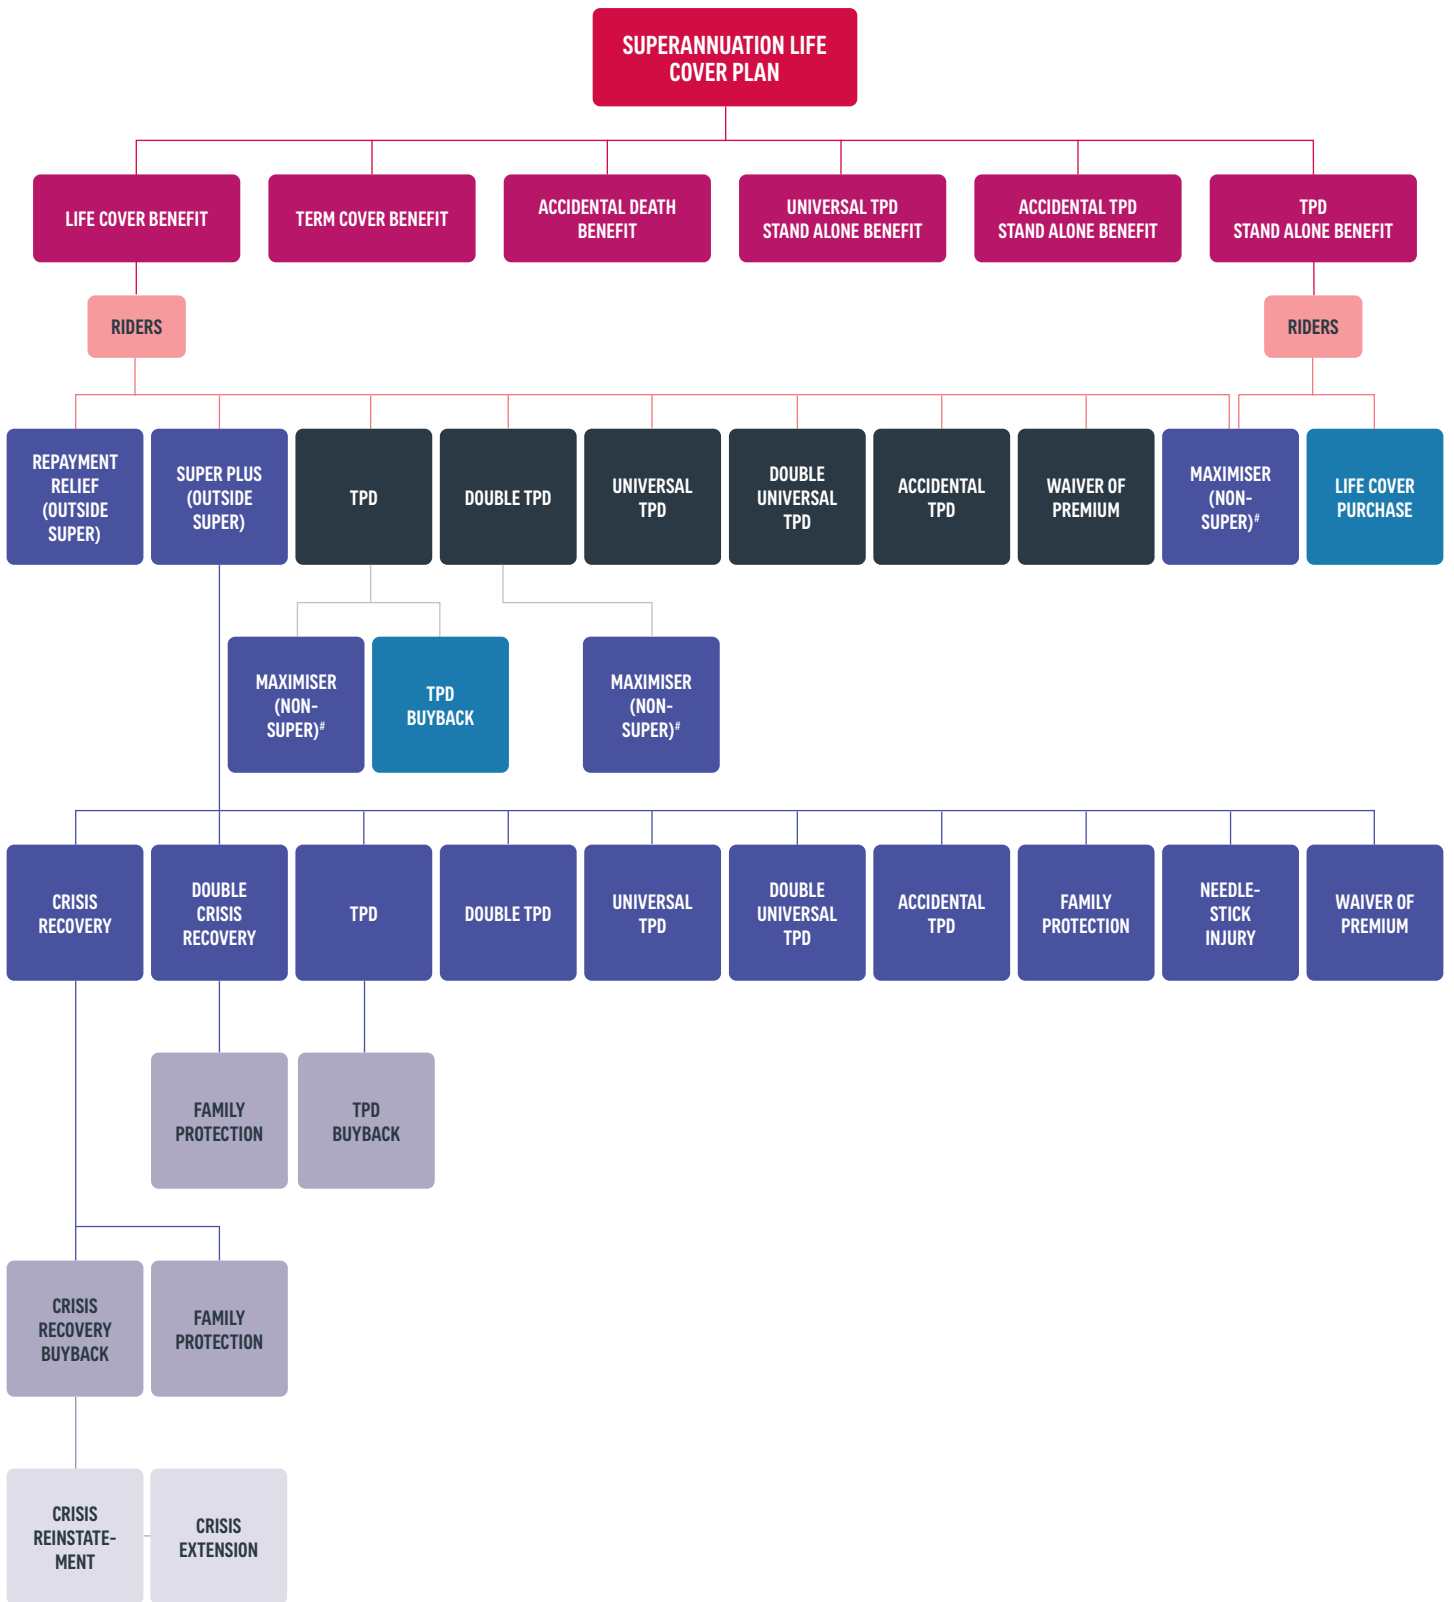 SUPERANNUATION LIFE
COVER PLAN
LIFE COVER BENEFIT
TERM COVER BENEFIT
ACCIDENTAL DEATH
BENEFIT
UNIVERSAL TPD
STAND ALONE BENEFIT
ACCIDENTAL TPD
STAND ALONE BENEFIT
TPD
STAND ALONE BENEFIT
RIDERS
RIDERS
REPAYMENT
RELIEF
(OUTSIDE
SUPER)
SUPER PLUS
(OUTSIDE
SUPER)
TPD
DOUBLE TPD
UNIVERSAL
TPD
DOUBLE
UNIVERSAL
TPD
ACCIDENTAL
TPD
WAIVER OF
PREMIUM
MAXIMISER
(NON-
SUPER)#
LIFE COVER
PURCHASE
MAXIMISER
(NON-
SUPER)#
TPD
BUYBACK
MAXIMISER
(NON-
SUPER)#
CRISIS
RECOVERY
DOUBLE
CRISIS
RECOVERY
TPD
DOUBLE TPD
UNIVERSAL
TPD
DOUBLE
UNIVERSAL
TPD
ACCIDENTAL
TPD
FAMILY
PROTECTION
NEEDLE-
STICK
INJURY
WAIVER OF
PREMIUM
FAMILY
PROTECTION
TPD
BUYBACK
CRISIS
RECOVERY
BUYBACK
FAMILY
PROTECTION
CRISIS
REINSTATE-
MENT
CRISIS
EXTENSION